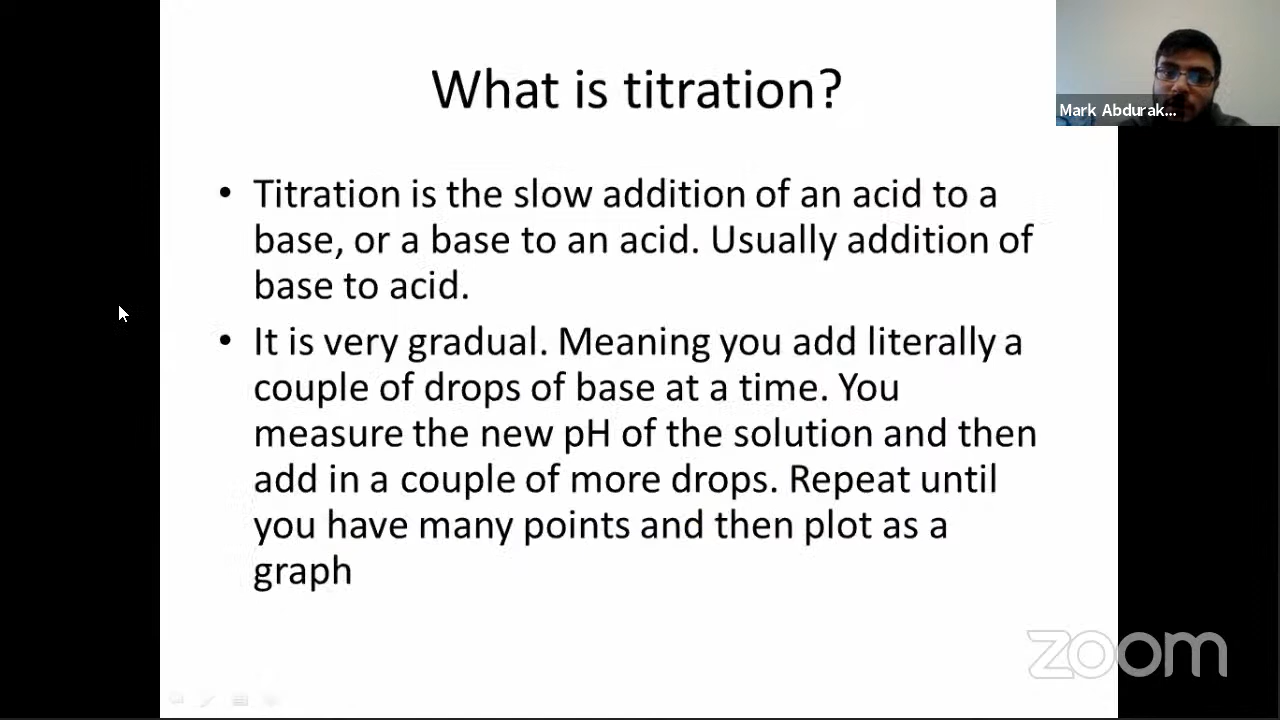 What is titration?
Mark Abdurak...
• Titration is the slow addition of an acid to a
base, or a base to an acid. Usually addition of
base to acid.
• It is very gradual. Meaning you add literally a
couple of drops of base at a time. You
measure the new pH of the solution and then
add in a couple of more drops. Repeat until
you have many points and then plot as a
graph
zoom